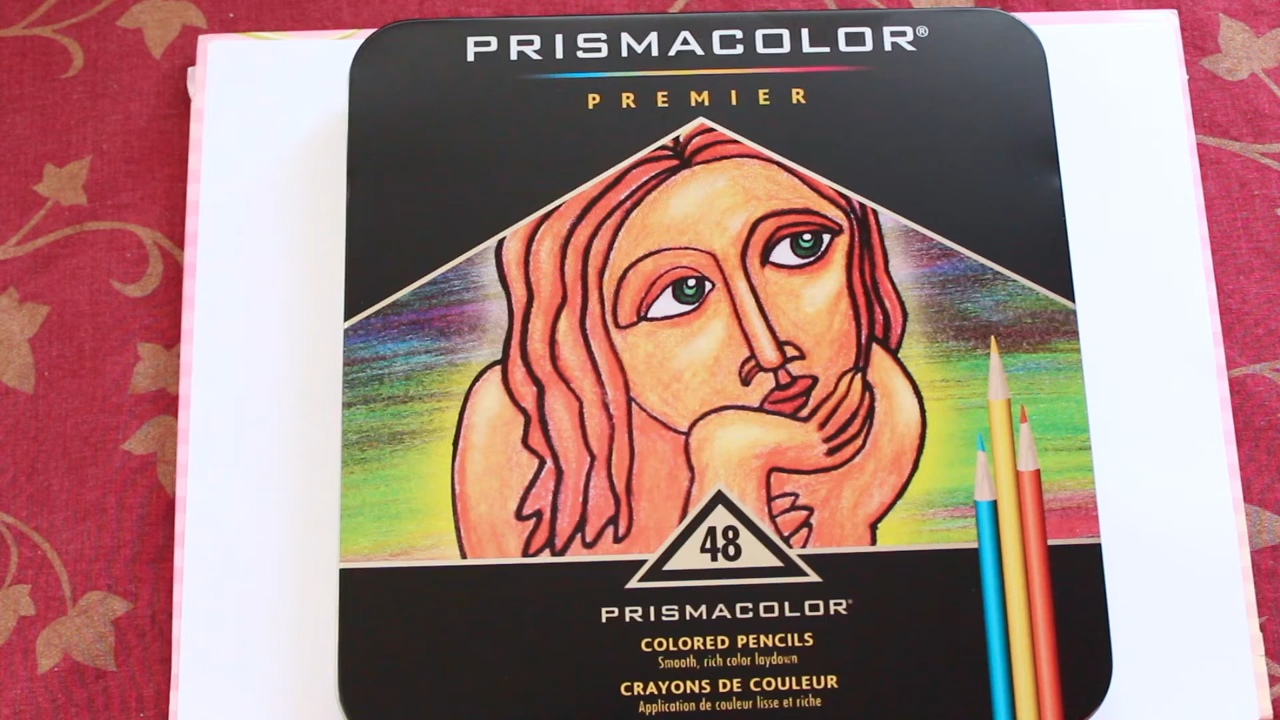 PRISMACOLOR®
PREMIER
48
PRISMACOLOR®
COLORED PENCILS
Smooth, rich color laydown
CRAYONS DE COULEUR
Application de couleur lisse et riche